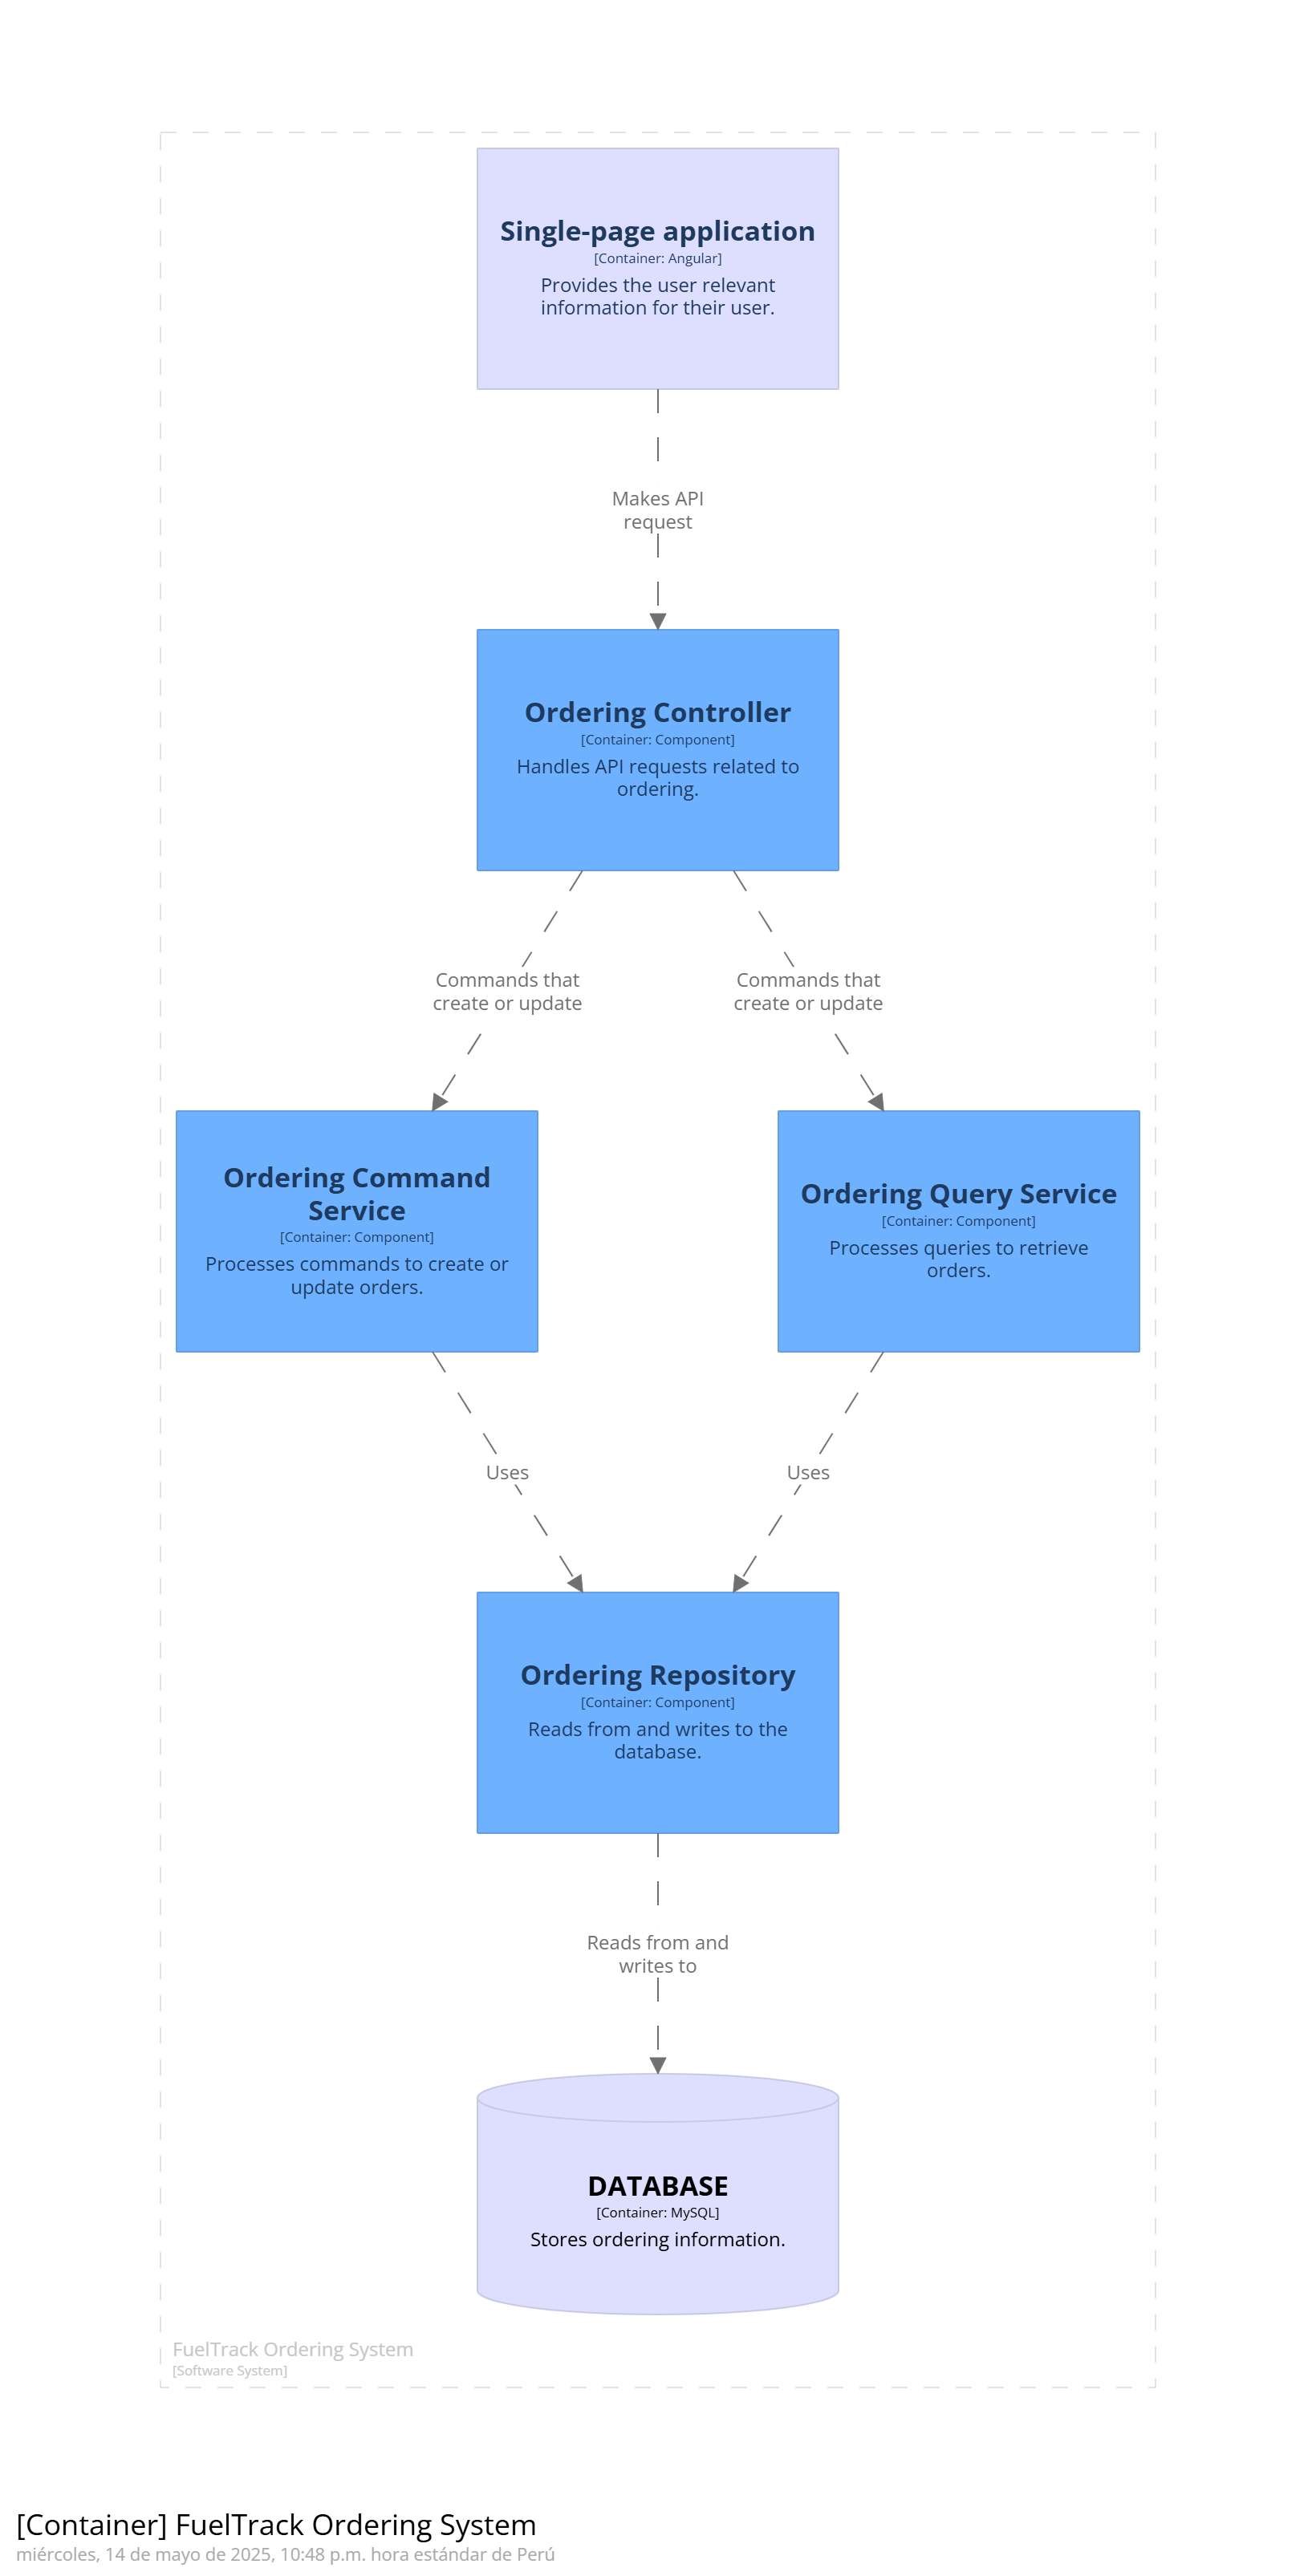 Single-page application
[Container: Angular]
Provides the user relevant
information for their user.
Makes API
request
Ordering Controller
[Container: Component]
Handles API requests related to
ordering.
Commands that
create or update
Commands that
create or update
Ordering Command
Service
[Container: Component]
Processes commands to create or
update orders.
Ordering Query Service
[Container: Component]
Processes queries to retrieve
orders.
Uses
Uses
Ordering Repository
[Container: Component]
Reads from and writes to the
database.
Reads from and
writes to
DATABASE
[Container: MySQL]
Stores ordering information.
FuelTrack Ordering System
[Software System]
[Container] FuelTrack Ordering System
miércoles, 14 de mayo de 2025, 10:48 p.m. hora estándar de Perú